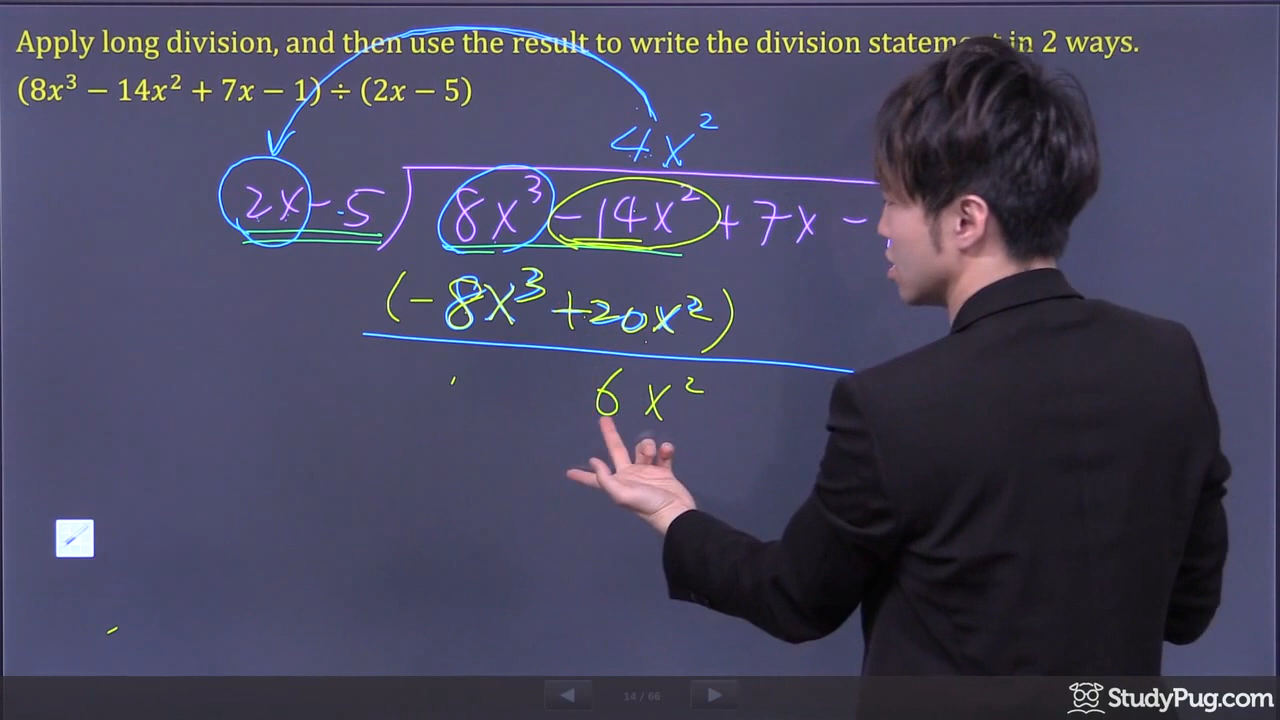 Apply long division, and then use the result to write the division statement in 2 ways.
(8x³ − 14x² + 7x − 1) ÷ (2x − 5)
4x²
2x - 5) 8x³ - 14x² + 7x -
(-8x³ + 20x²)
6x²
14 / 66
StudyPug.com